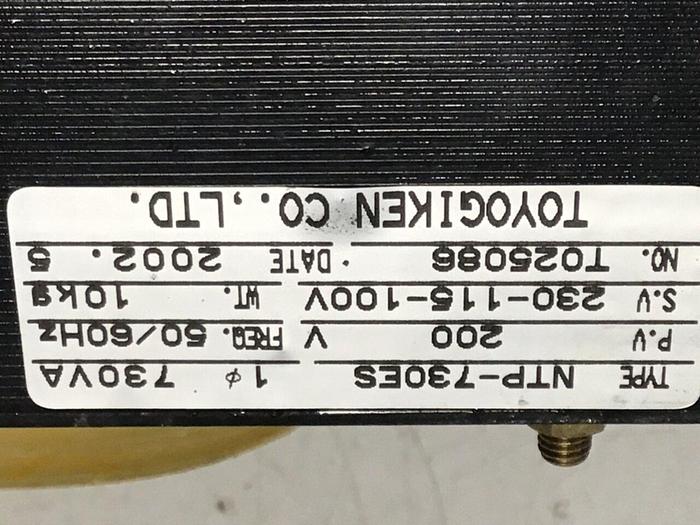 TYPE NTP-730ES 1φ 730VA
P.V 200 V FREQ. 50/60Hz
S.V 230-115-100V WT. 10kg
NO. T025086 DATE 2002. 5
TOYOGIKEN CO.,LTD.